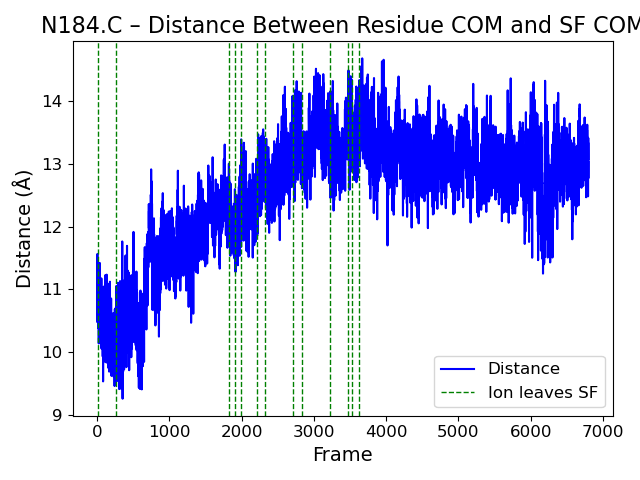 N184.C – Distance Between Residue COM and SF COM
Distance (Å)
14
13
12
11
10
9
Distance
Ion leaves SF
0 1000 2000 3000 4000 5000 6000 7000
Frame